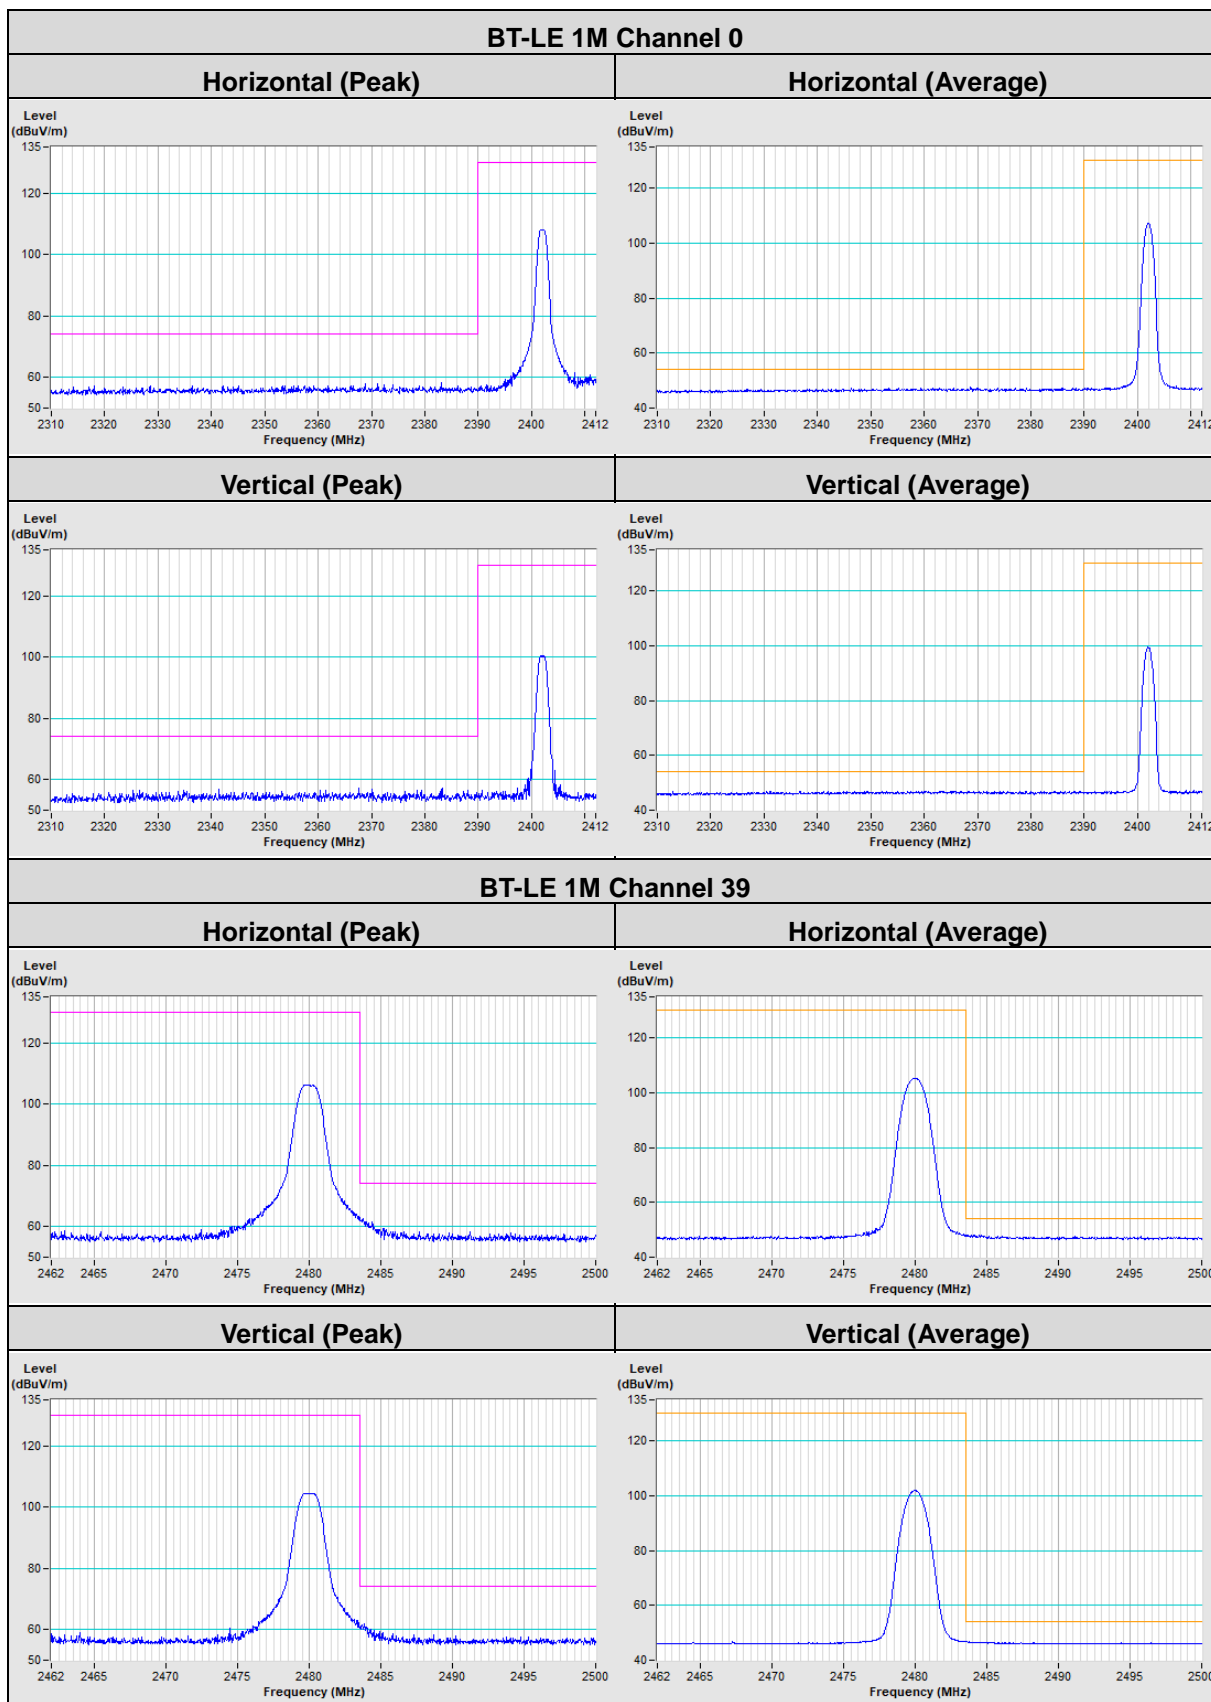 BT-LE 1M Channel 0
Horizontal (Peak)
Horizontal (Average)
Level
(dBuV/m)
135
120
100
80
60
50
2310 2320 2330 2340 2350 2360 2370 2380 2390 2400 2412
Frequency (MHz)
Level
(dBuV/m)
135
120
100
80
60
40
2310 2320 2330 2340 2350 2360 2370 2380 2390 2400 2412
Frequency (MHz)
Vertical (Peak)
Vertical (Average)
Level
(dBuV/m)
135
120
100
80
60
50
2310 2320 2330 2340 2350 2360 2370 2380 2390 2400 2412
Frequency (MHz)
Level
(dBuV/m)
135
120
100
80
60
40
2310 2320 2330 2340 2350 2360 2370 2380 2390 2400 2412
Frequency (MHz)
BT-LE 1M Channel 39
Horizontal (Peak)
Horizontal (Average)
Level
(dBuV/m)
135
120
100
80
60
50
2462 2465 2470 2475 2480 2485 2490 2495 2500
Frequency (MHz)
Level
(dBuV/m)
135
120
100
80
60
40
2462 2465 2470 2475 2480 2485 2490 2495 2500
Frequency (MHz)
Vertical (Peak)
Vertical (Average)
Level
(dBuV/m)
135
120
100
80
60
50
2462 2465 2470 2475 2480 2485 2490 2495 2500
Frequency (MHz)
Level
(dBuV/m)
135
120
100
80
60
40
2462 2465 2470 2475 2480 2485 2490 2495 2500
Frequency (MHz)